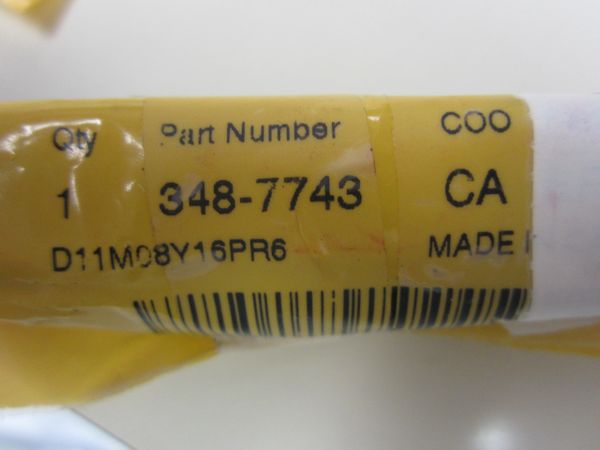 Qty Part Number COO
1 348-7743 CA
D11M08Y16PR6 MADE